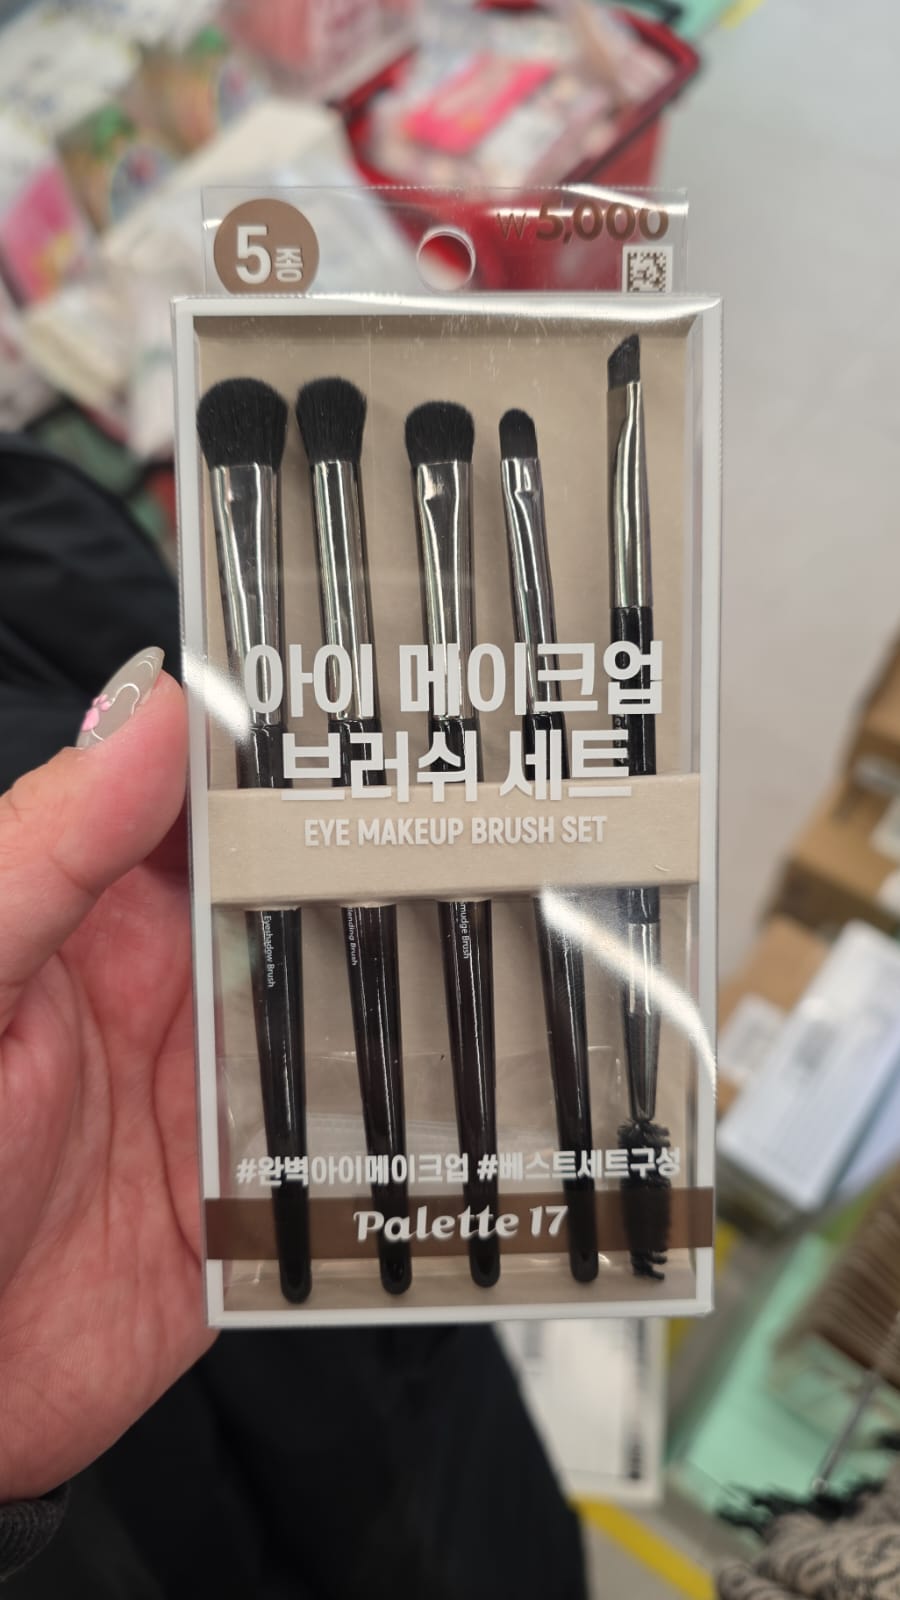 5종
₩5,000
아이 메이크업
브러쉬 세트
EYE MAKEUP BRUSH SET
Eyeshadow Brush
Brush
Brush
#완벽아이메이크업 #베스트세트구성
Palette 17